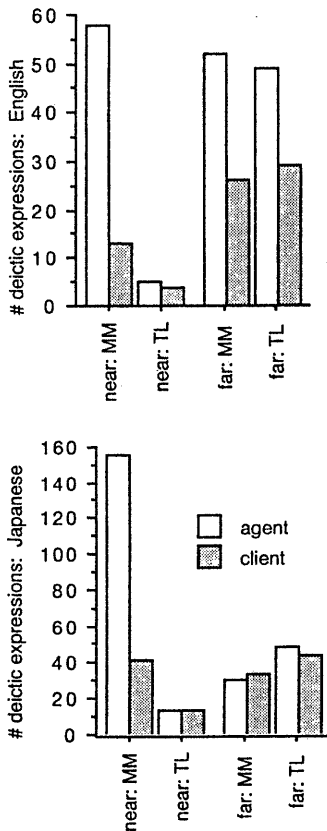 # deictic expressions: English
60
50
40
30
20
10
0
near: MM
near: TL
far: MM
far: TL
# deictic expressions: Japanese
160
140
120
100
80
60
40
20
0
agent
client
near: MM
near: TL
far: MM
far: TL